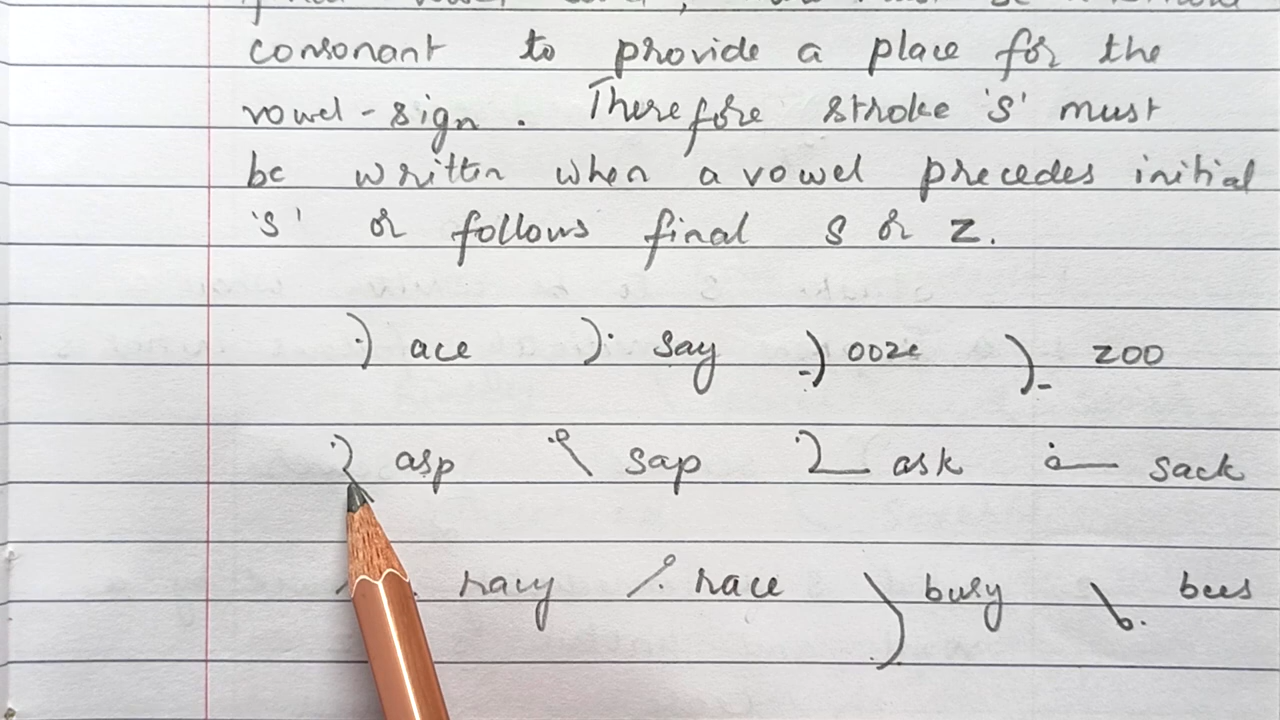 consonant to provide a place for the
vowel-sign. Therefore stroke 's' must
be written when a vowel precedes initial
's' or follows final s or z.
ace say ooze zoo
asp sap ask sack
racy race busy bees